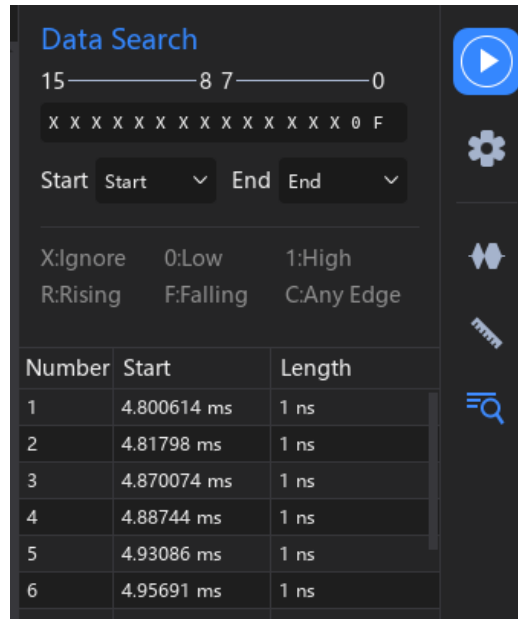 Data Search
15 8 7 0
X X X X X X X X X X X X X X 0 F
Start Start End End
X:Ignore 0:Low 1:High
R:Rising F:Falling C:Any Edge
Number Start Length
1 4.800614 ms 1 ns
2 4.81798 ms 1 ns
3 4.870074 ms 1 ns
4 4.88744 ms 1 ns
5 4.93086 ms 1 ns
6 4.95691 ms 1 ns